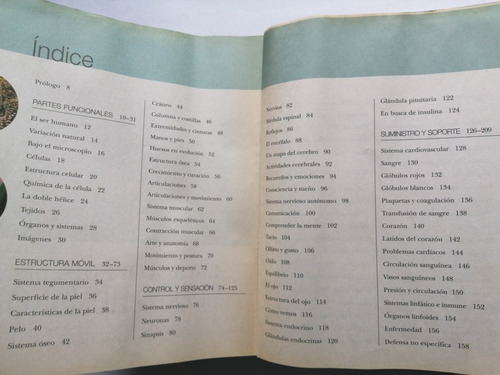 Índice
Prólogo 8
PARTES FUNCIONALES 10–31
El ser humano 12
Variación natural 14
Bajo el microscopio 16
Células 18
Estructura celular 20
Química de la célula 22
La doble hélice 24
Tejidos 26
Órganos y sistemas 28
Imágenes 30
ESTRUCTURA MÓVIL 32–73
Sistema tegumentario 34
Superficie de la piel 36
Características de la piel 38
Pelo 40
Sistema óseo 42
Cráneo 44
Columna y costillas 46
Extremidades y cinturas 48
Manos y pies 50
Huesos en evolución 52
Estructura ósea 54
Crecimiento y curación 56
Articulaciones 58
Articulaciones y movimiento 60
Sistema muscular 62
Músculos esqueléticos 64
Contracción muscular 66
Arte y anatomía 68
Movimiento y postura 70
Músculos y deporte 72
CONTROL Y SENSACIÓN 74–125
Sistema nervioso 76
Neuronas 78
Sinapsis 80
Nervios 82
Médula espinal 84
Reflejos 86
El encéfalo 88
Un mapa del cerebro 90
Actividades cerebrales 92
Recuerdos y emociones 94
Consciencia y sueño 96
Sistema nervioso autónomo 98
Comunicación 100
Comprender la mente 102
Tacto 104
Olfato y gusto 106
Oído 108
Equilibrio 110
El ojo 112
Estructura del ojo 114
Cómo vemos 116
Sistema endocrino 118
Glándulas endocrinas 120
Glándula pituitaria 122
En busca de insulina 124
SUMINISTRO Y SOPORTE 126–209
Sistema cardiovascular 128
Sangre 130
Glóbulos rojos 132
Glóbulos blancos 134
Plaquetas y coagulación 136
Transfusión de sangre 138
Corazón 140
Latidos del corazón 142
Problemas cardíacos 144
Circulación sanguínea 146
Vasos sanguíneos 148
Presión y circulación 150
Sistemas linfático e inmune 152
Órganos linfoides 154
Enfermedad 156
Defensa no específica 158